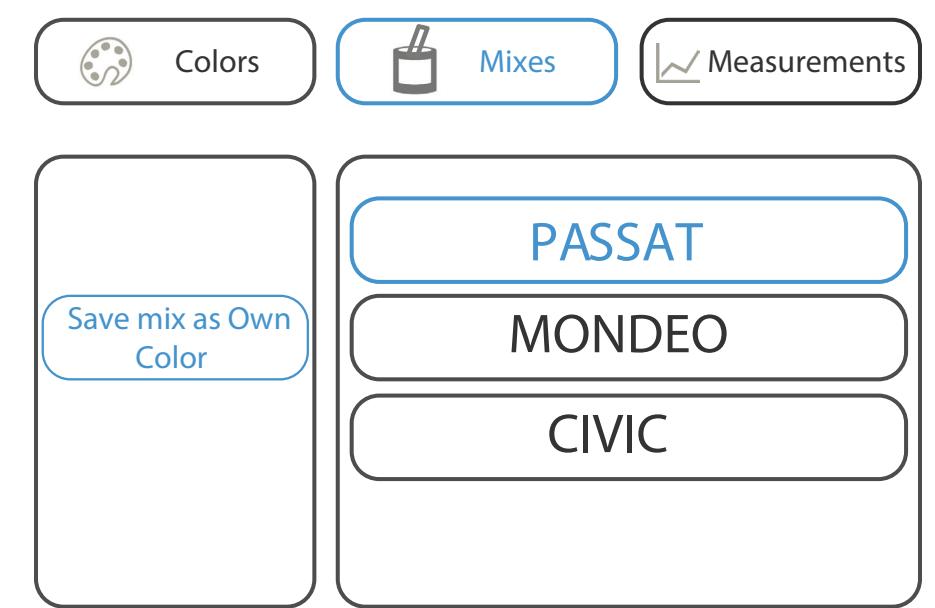 Colors
Mixes
Measurements
Save mix as Own
Color
PASSAT
MONDEO
CIVIC